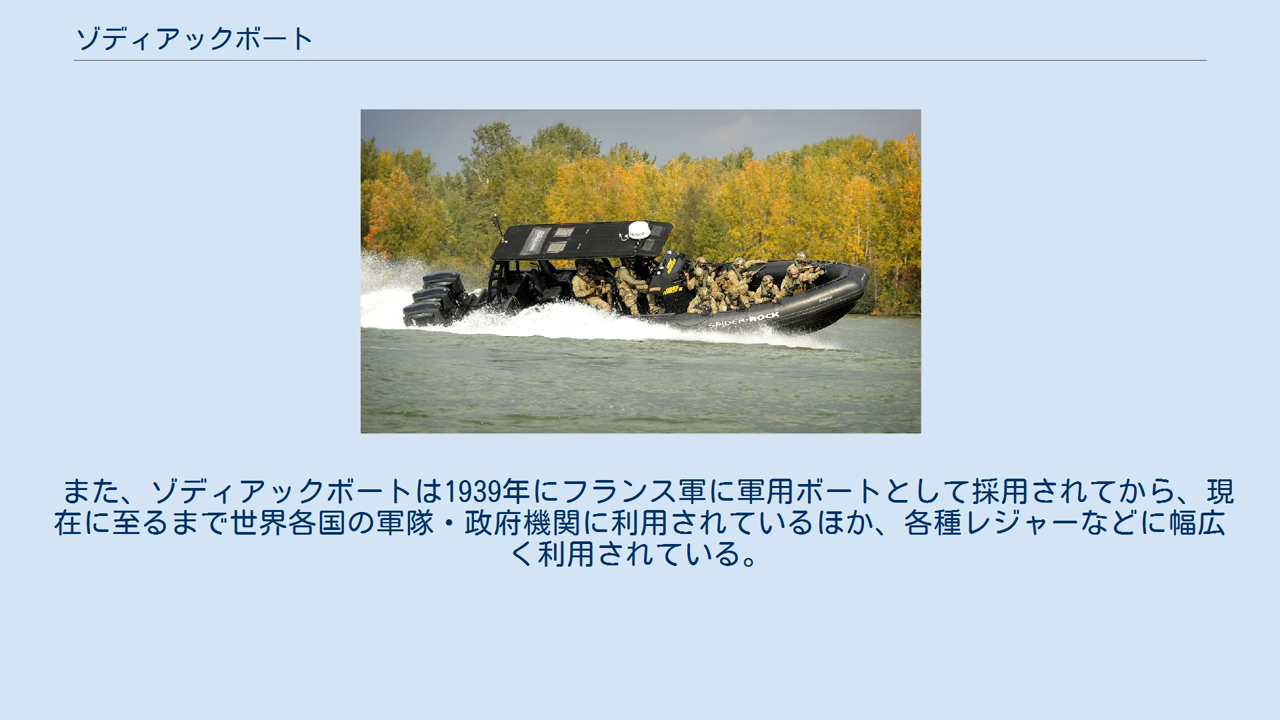 ゾディアックボート
SPIDER-ROCK
また、ゾディアックボートは1939年にフランス軍に軍用ボートとして採用されてから、現
在に至るまで世界各国の軍隊・政府機関に利用されているほか、各種レジャーなどに幅広
く利用されている。